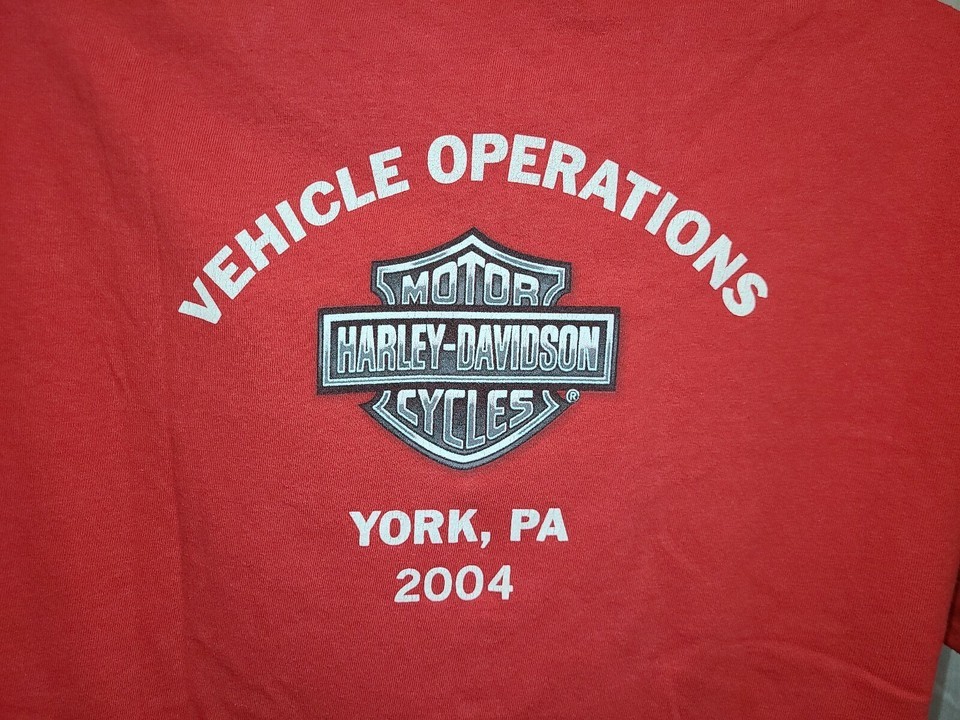 VEHICLE OPERATIONS
MOTOR
HARLEY-DAVIDSON
CYCLES ®
YORK, PA
2004